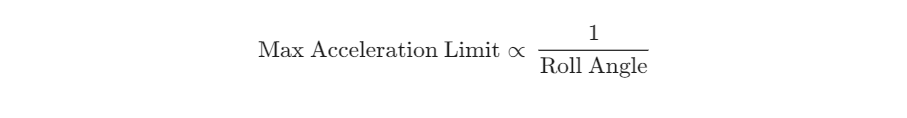 Max Acceleration Limit ∝ 1
Roll Angle